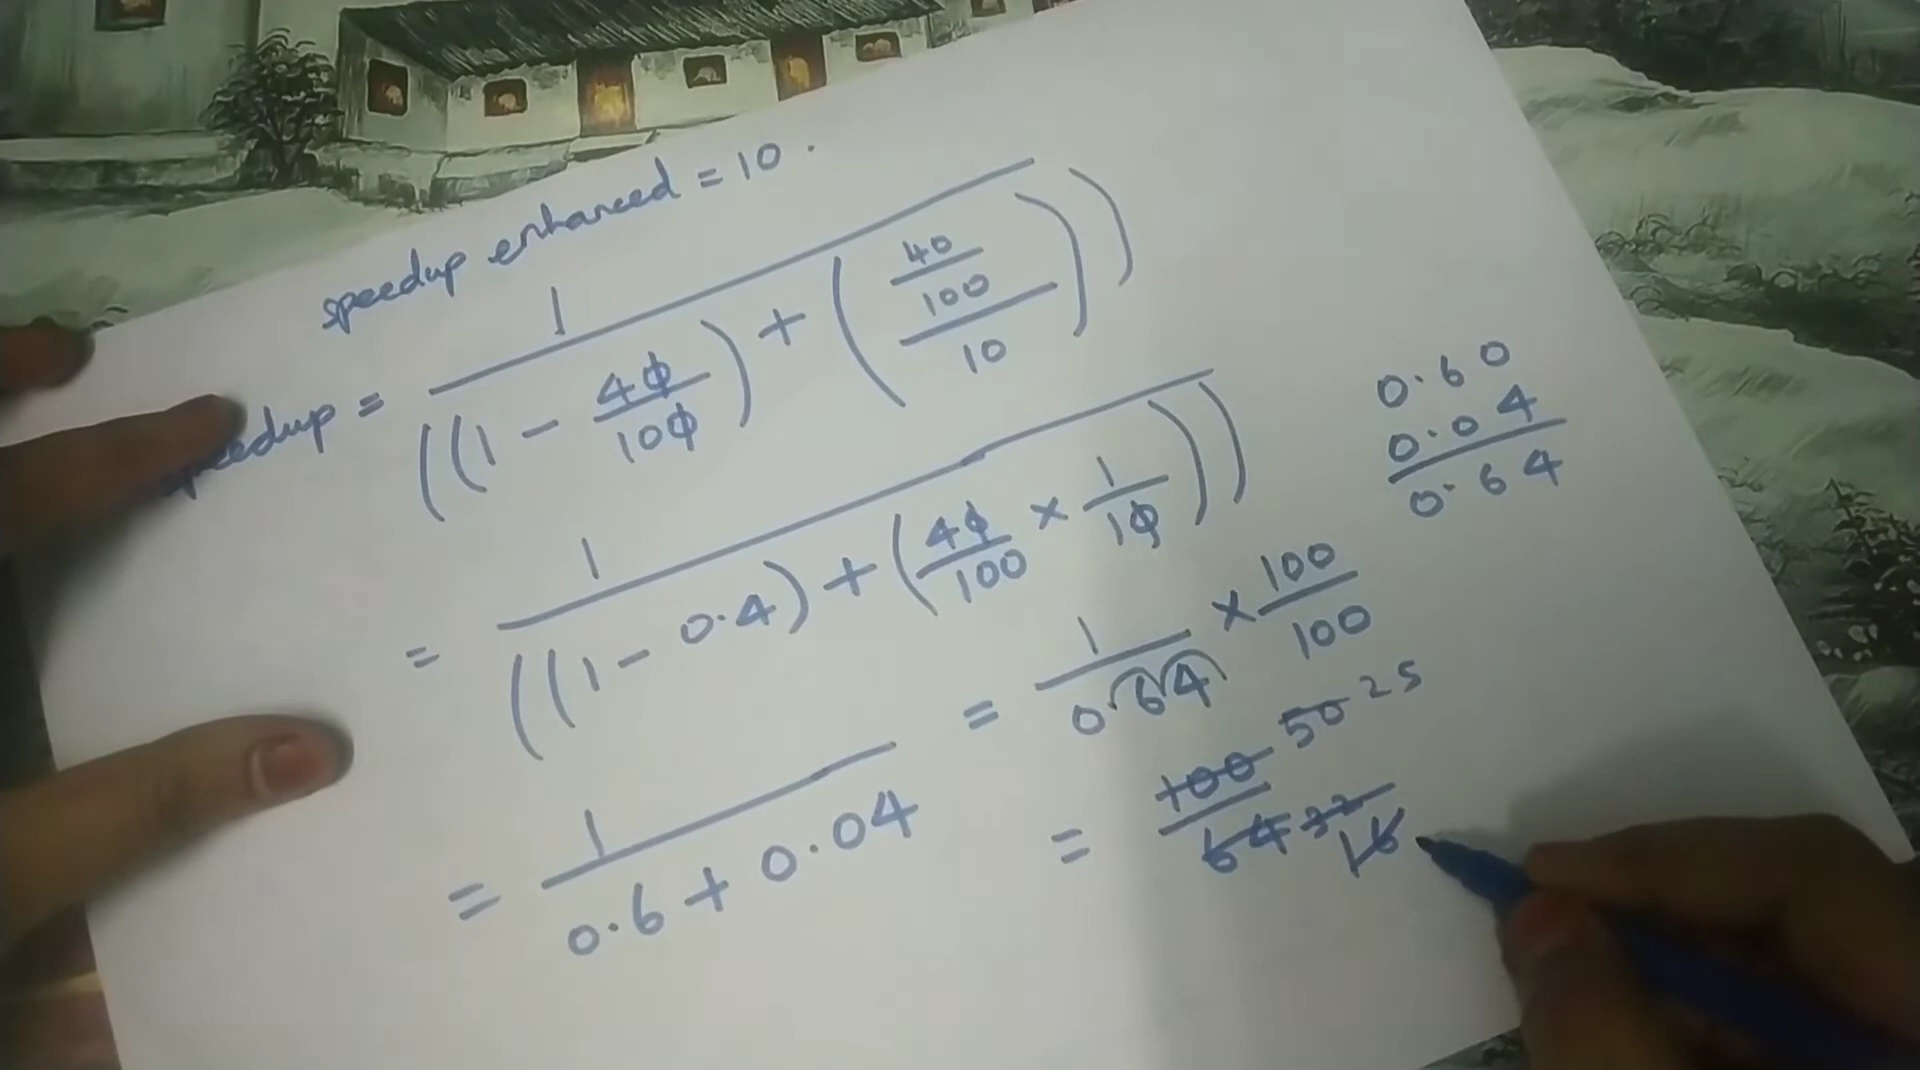 speedup enhanced = 10.
speedup = 1 / ((1 - 40/100) + ((40/100)/10))
= 1 / ((1 - 0.4) + (40/100 × 1/10))
= 1 / (0.6 + 0.04)
0.60
0.04
0.64
= 1/0.64 × 100/100
= 100 50 25
64 32
16